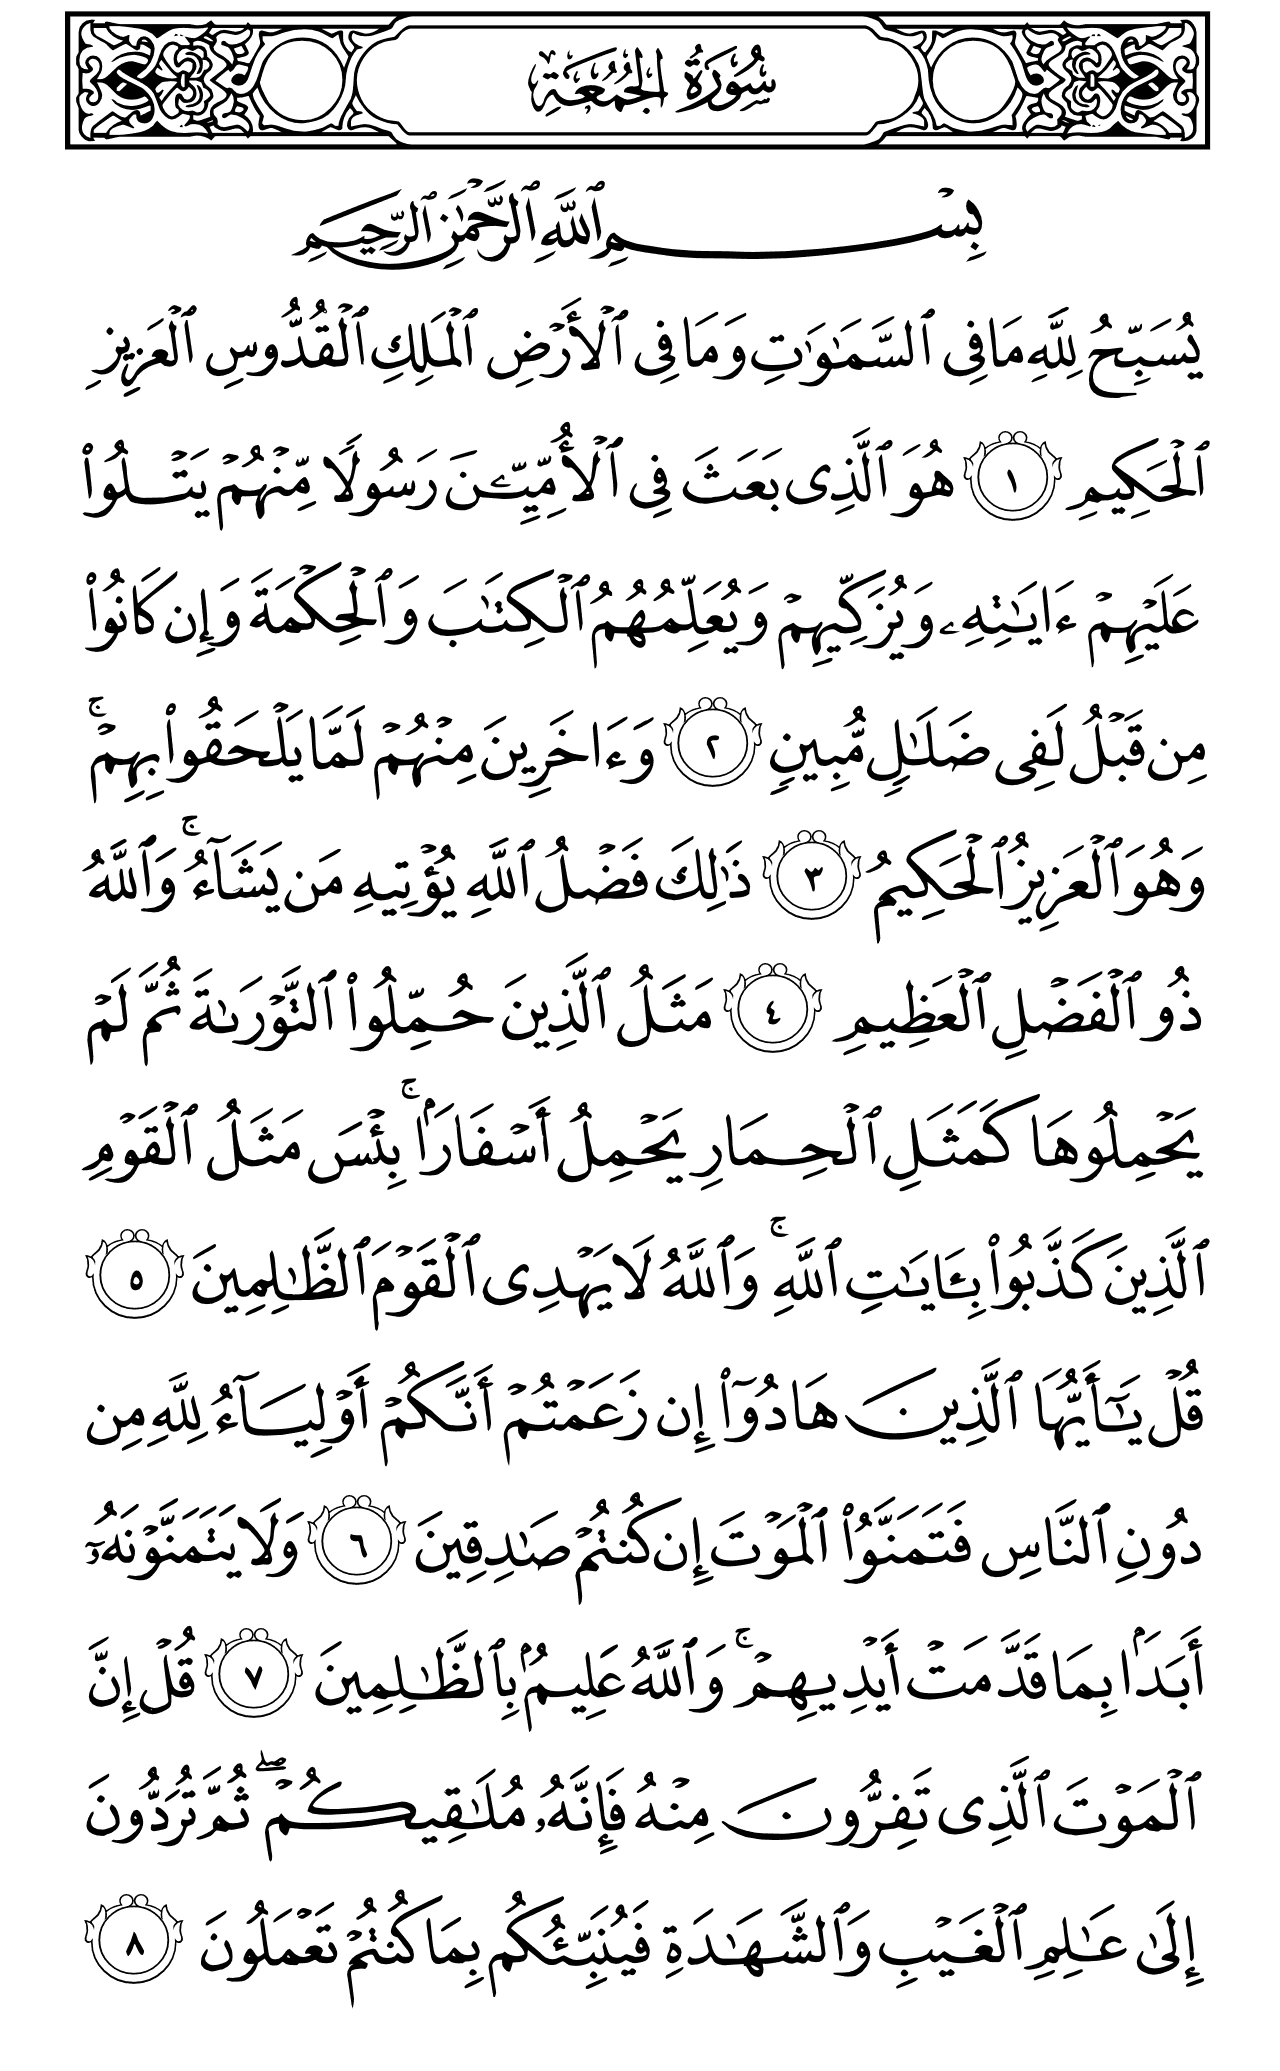 سُورَةُ الجُمُعَةِ
بِسۡمِ ٱللَّهِ ٱلرَّحۡمَٰنِ ٱلرَّحِيمِ
يُسَبِّحُ لِلَّهِ مَا فِي ٱلسَّمَٰوَٰتِ وَمَا فِي ٱلۡأَرۡضِ ٱلۡمَلِكِ ٱلۡقُدُّوسِ ٱلۡعَزِيزِ
ٱلۡحَكِيمِ ١ هُوَ ٱلَّذِي بَعَثَ فِي ٱلۡأُمِّيِّـۧنَ رَسُولٗا مِّنۡهُمۡ يَتۡلُواْ
عَلَيۡهِمۡ ءَايَٰتِهِۦ وَيُزَكِّيهِمۡ وَيُعَلِّمُهُمُ ٱلۡكِتَٰبَ وَٱلۡحِكۡمَةَ وَإِن كَانُواْ
مِن قَبۡلُ لَفِي ضَلَٰلٖ مُّبِينٖ ٢ وَءَاخَرِينَ مِنۡهُمۡ لَمَّا يَلۡحَقُواْ بِهِمۡۚ
وَهُوَ ٱلۡعَزِيزُ ٱلۡحَكِيمُ ٣ ذَٰلِكَ فَضۡلُ ٱللَّهِ يُؤۡتِيهِ مَن يَشَآءُۚ وَٱللَّهُ
ذُو ٱلۡفَضۡلِ ٱلۡعَظِيمِ ٤ مَثَلُ ٱلَّذِينَ حُمِّلُواْ ٱلتَّوۡرَىٰةَ ثُمَّ لَمۡ
يَحۡمِلُوهَا كَمَثَلِ ٱلۡحِمَارِ يَحۡمِلُ أَسۡفَارَۢاۚ بِئۡسَ مَثَلُ ٱلۡقَوۡمِ
ٱلَّذِينَ كَذَّبُواْ بِـَٔايَٰتِ ٱللَّهِۚ وَٱللَّهُ لَا يَهۡدِي ٱلۡقَوۡمَ ٱلظَّٰلِمِينَ ٥
قُلۡ يَٰٓأَيُّهَا ٱلَّذِينَ هَادُوٓاْ إِن زَعَمۡتُمۡ أَنَّكُمۡ أَوۡلِيَآءُ لِلَّهِ مِن
دُونِ ٱلنَّاسِ فَتَمَنَّوُاْ ٱلۡمَوۡتَ إِن كُنتُمۡ صَٰدِقِينَ ٦ وَلَا يَتَمَنَّوۡنَهُۥٓ
أَبَدَۢا بِمَا قَدَّمَتۡ أَيۡدِيهِمۡۚ وَٱللَّهُ عَلِيمُۢ بِٱلظَّٰلِمِينَ ٧ قُلۡ إِنَّ
ٱلۡمَوۡتَ ٱلَّذِي تَفِرُّونَ مِنۡهُ فَإِنَّهُۥ مُلَٰقِيكُمۡۖ ثُمَّ تُرَدُّونَ
إِلَىٰ عَٰلِمِ ٱلۡغَيۡبِ وَٱلشَّهَٰدَةِ فَيُنَبِّئُكُم بِمَا كُنتُمۡ تَعۡمَلُونَ ٨